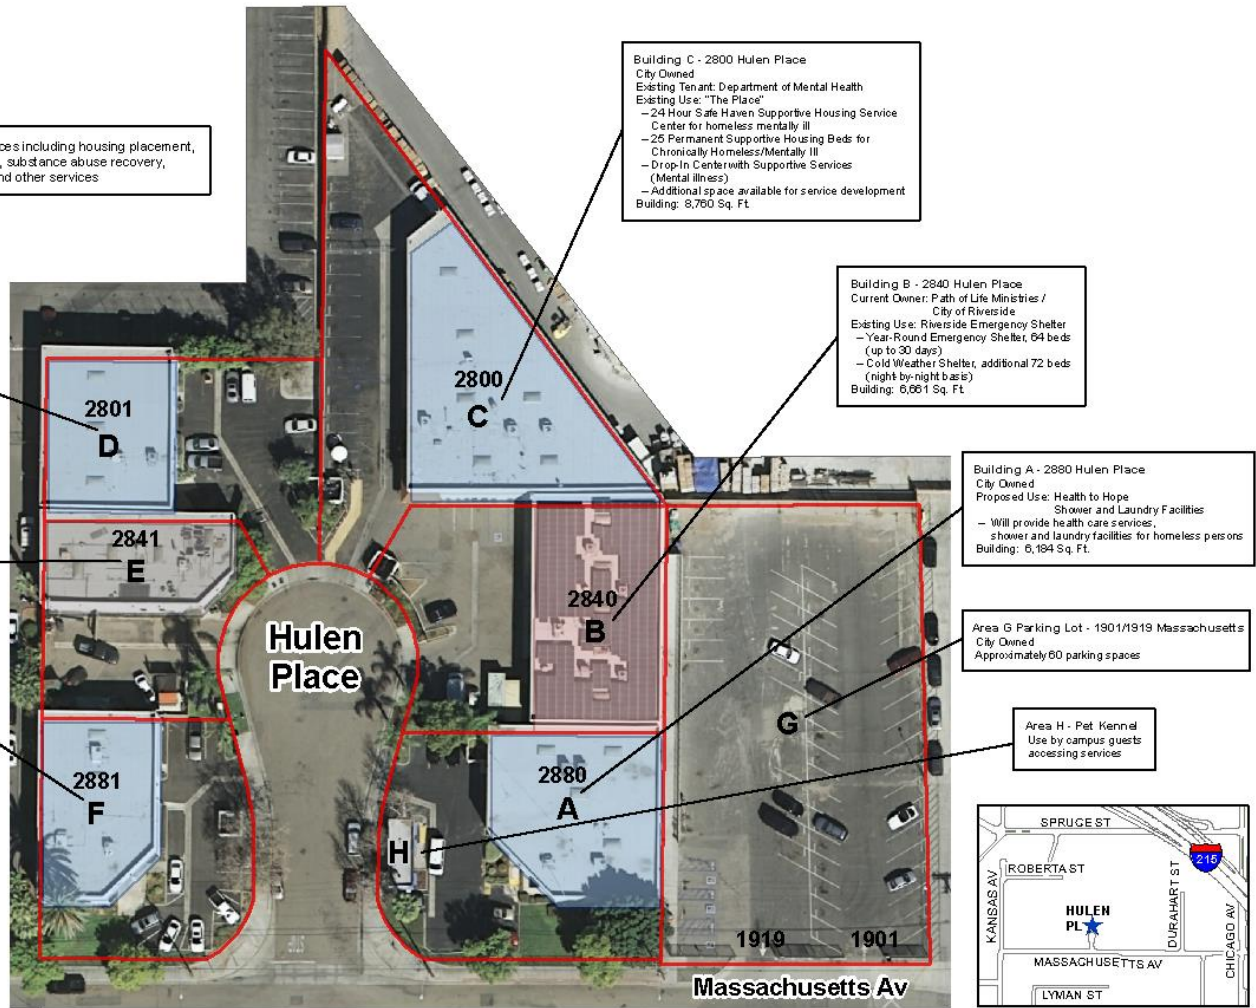 ces including housing placement,
, substance abuse recovery,
nd other services
Building C - 2800 Hulen Place
City Owned
Existing Tenant: Department of Mental Health
Existing Use: "The Place"
– 24 Hour Safe Haven Supportive Housing Service
Center for homeless mentally ill
– 25 Permanent Supportive Housing Beds for
Chronically Homeless/Mentally Ill
– Drop-In Center with Supportive Services
(Mental illness)
– Additional space available for service development
Building: 8,760 Sq. Ft.
Building B - 2840 Hulen Place
Current Owner: Path of Life Ministries /
City of Riverside
Existing Use: Riverside Emergency Shelter
– Year-Round Emergency Shelter, 64 beds
(up to 30 days)
– Cold Weather Shelter, additional 72 beds
(night-by-night basis)
Building: 6,661 Sq. Ft.
Building A - 2880 Hulen Place
City Owned
Proposed Use: Health to Hope
Shower and Laundry Facilities
– Will provide health care services,
shower and laundry facilities for homeless persons
Building: 6,184 Sq. Ft.
Area G Parking Lot - 1901/1919 Massachusetts
City Owned
Approximately 60 parking spaces
Area H - Pet Kennel
Use by campus guests
accessing services
2800
C
2801
D
2841
E
2840
B
Hulen
Place
G
2881
F
2880
A
H
1919
1901
Massachusetts Av
SPRUCE ST
215
ROBERTA ST
KANSAS AV
HULEN
PL
DURAHART ST
CHICAGO AV
MASSACHUSETTS AV
LYMAN ST